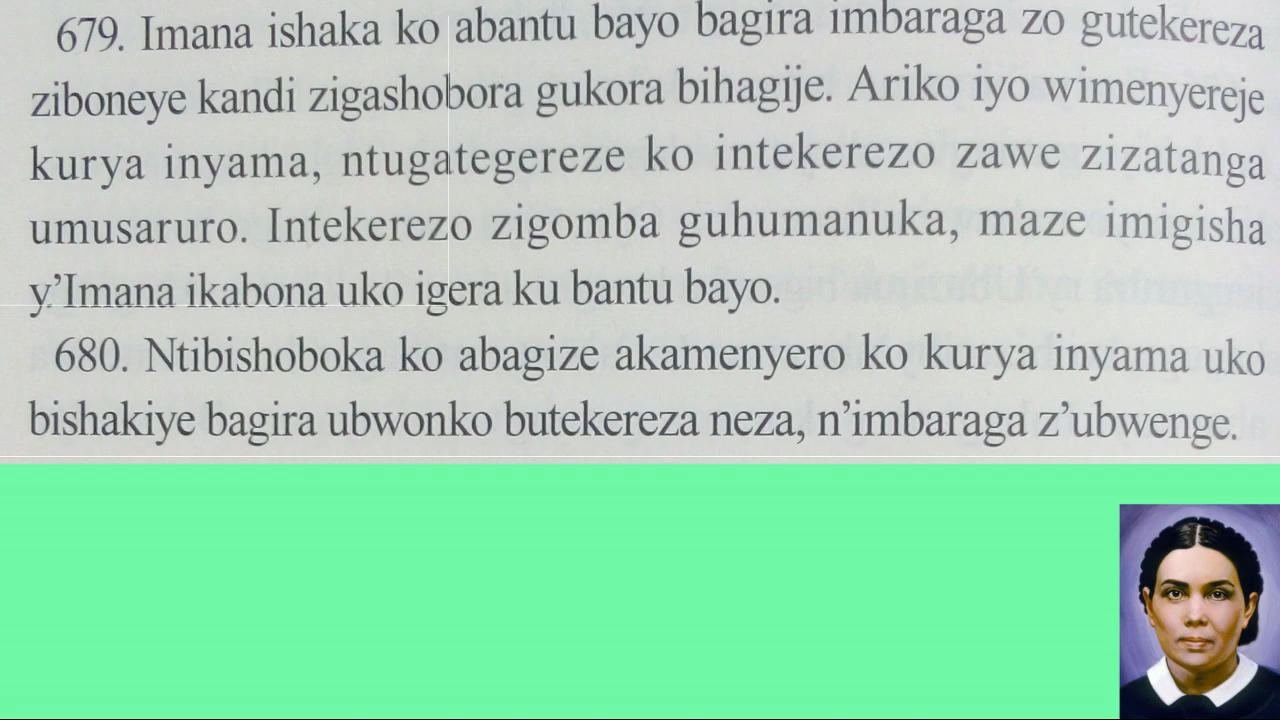 679. Imana ishaka ko abantu bayo bagira imbaraga zo gutekereza
ziboneye kandi zigashobora gukora bihagije. Ariko iyo wimenyereje
kurya inyama, ntugategereze ko intekerezo zawe zizatanga
umusaruro. Intekerezo zigomba guhumanuka, maze imigisha
y'Imana ikabona uko igera ku bantu bayo.
680. Ntibishoboka ko abagize akamenyero ko kurya inyama uko
bishakiye bagira ubwonko butekereza neza, n'imbaraga z'ubwenge.